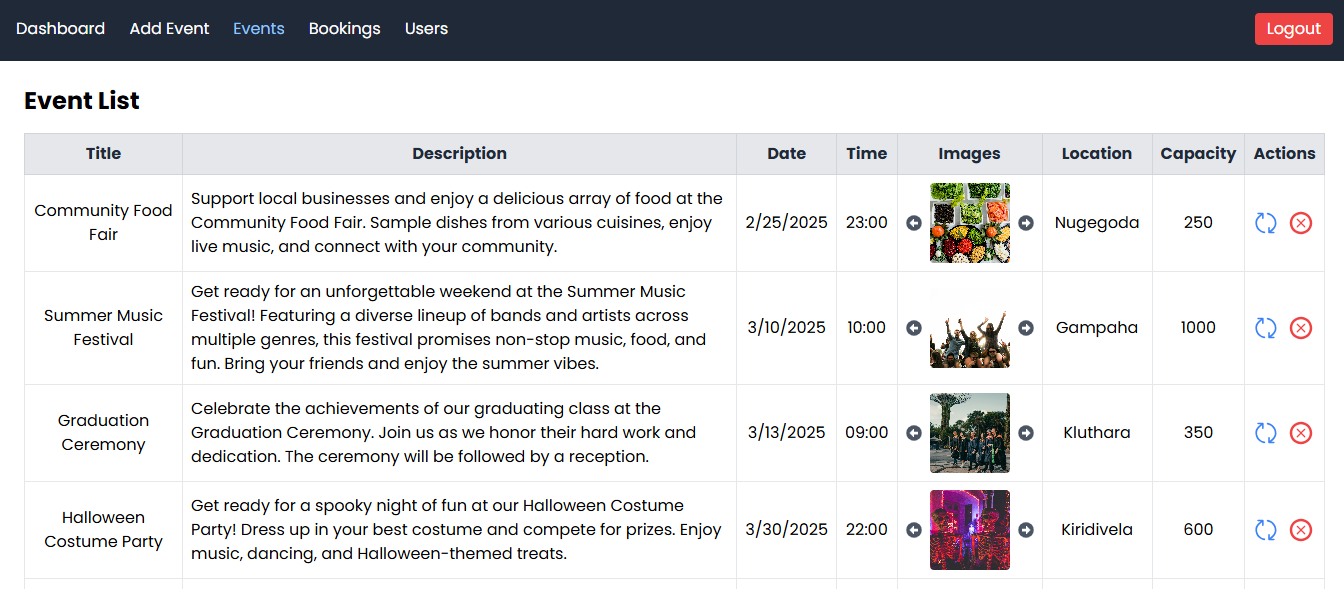 Dashboard Add Event Events Bookings Users Logout
Event List
Title Description Date Time Images Location Capacity Actions
Community Food
Fair
Support local businesses and enjoy a delicious array of food at the
Community Food Fair. Sample dishes from various cuisines, enjoy
live music, and connect with your community.
2/25/2025 23:00 Nugegoda 250
Summer Music
Festival
Get ready for an unforgettable weekend at the Summer Music
Festival! Featuring a diverse lineup of bands and artists across
multiple genres, this festival promises non-stop music, food, and
fun. Bring your friends and enjoy the summer vibes.
3/10/2025 10:00 Gampaha 1000
Graduation
Ceremony
Celebrate the achievements of our graduating class at the
Graduation Ceremony. Join us as we honor their hard work and
dedication. The ceremony will be followed by a reception.
3/13/2025 09:00 Kluthara 350
Halloween
Costume Party
Get ready for a spooky night of fun at our Halloween Costume
Party! Dress up in your best costume and compete for prizes. Enjoy
music, dancing, and Halloween-themed treats.
3/30/2025 22:00 Kiridivela 600